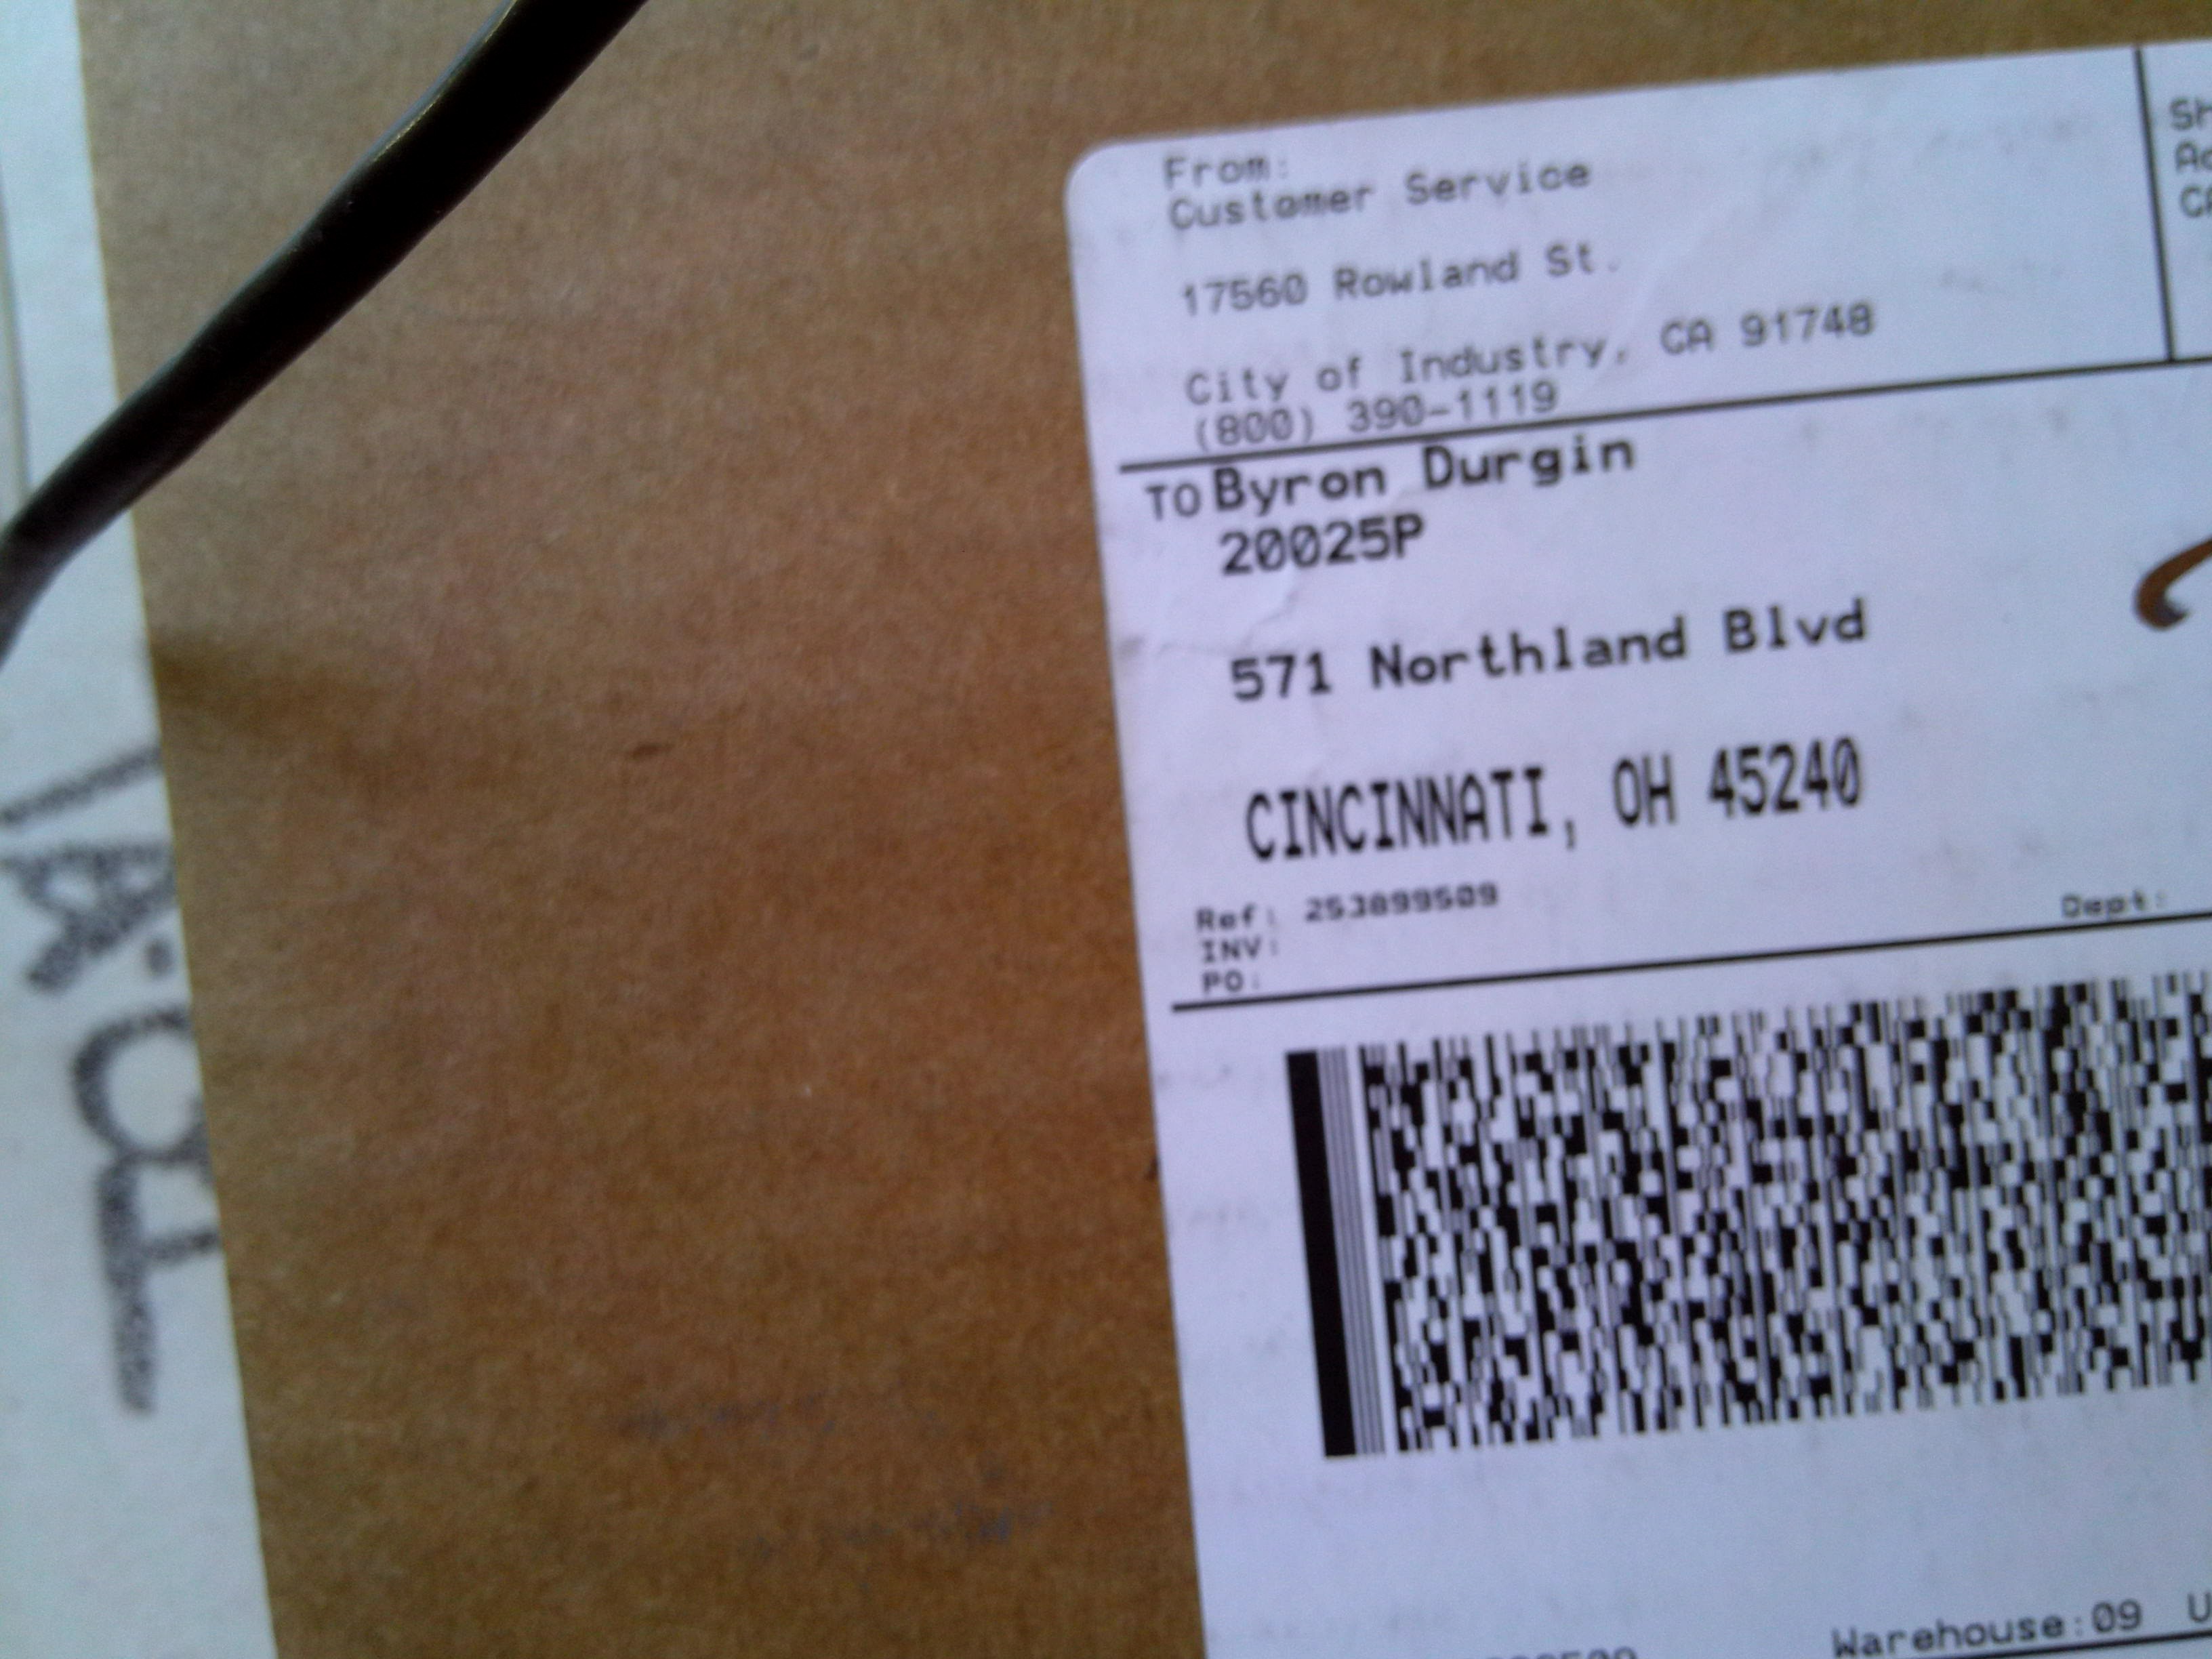 From:
Customer Service
17560 Rowland St.
City of Industry, CA 91748
(800) 390-1119
TO Byron Durgin
20025P
571 Northland Blvd
CINCINNATI, OH 45240
Ref: 253899509
Dept:
INV:
PO:
Warehouse:09